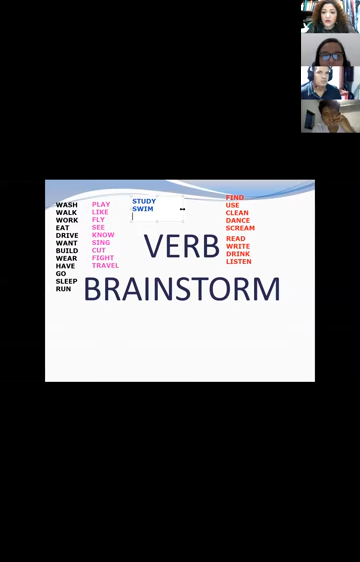 WASH
WALK
WORK
EAT
DRIVE
WANT
BUILD
WEAR
HAVE
GO
SLEEP
RUN
PLAY
LIKE
FLY
SEE
KNOW
SING
CUT
FIGHT
TRAVEL
STUDY
SWIM
FIND
USE
CLEAN
DANCE
SCREAM
READ
WRITE
DRINK
LISTEN
VERB
BRAINSTORM